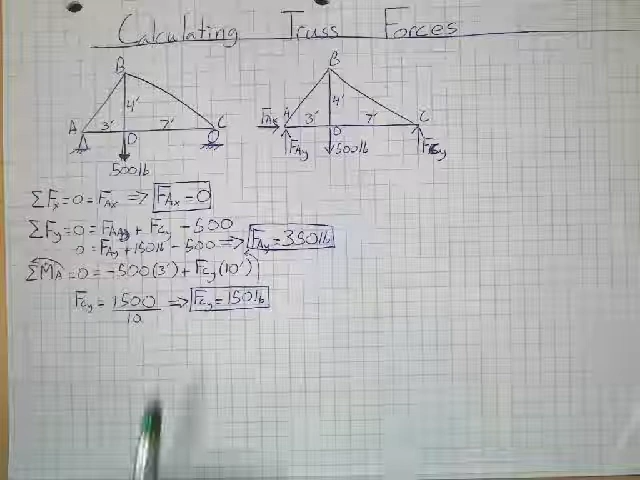 Calculating Truss Forces
B
4'
A 3' 7' C
D
500lb
B
4'
FAx A 3' 7' C
D
FAy 500lb FCy
ΣFx=0=FAx => FAx=0
ΣFy=0=FAy+FCy-500
0=FAy+150lb-500 => FAy=350lb
ΣMA=0=-500(3')+FCy(10')
FCy=1500/10 => FCy=150lb